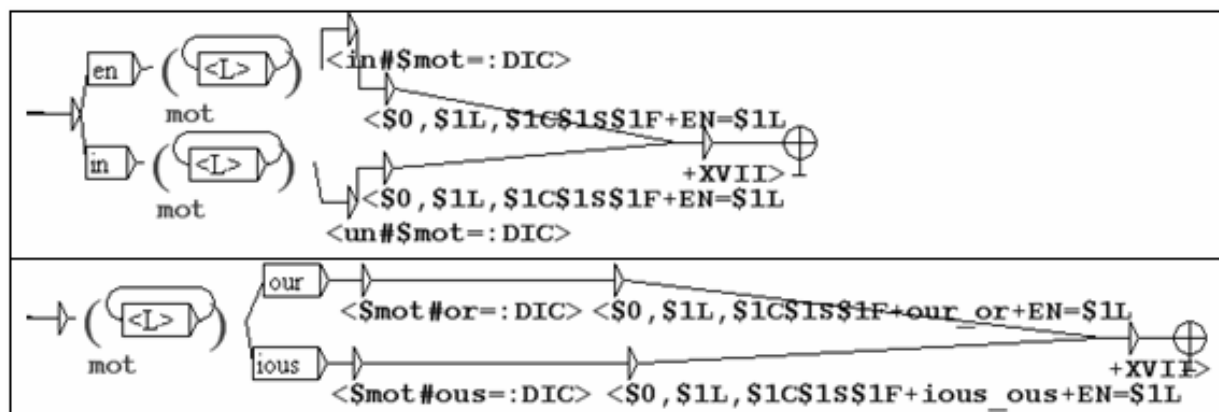 en ( <L> ) <in#$mot=:DIC>
mot <$0,$1L,$1C$1S$1F+EN=$1L
in ( <L> ) +XVII>
mot <$0,$1L,$1C$1S$1F+EN=$1L
<un#$mot=:DIC>
our
( <L> ) <$mot#or=:DIC> <$0,$1L,$1C$1S$1F+our_or+EN=$1L
mot ious +XVII>
<$mot#ous=:DIC> <$0,$1L,$1C$1S$1F+ious_ous+EN=$1L